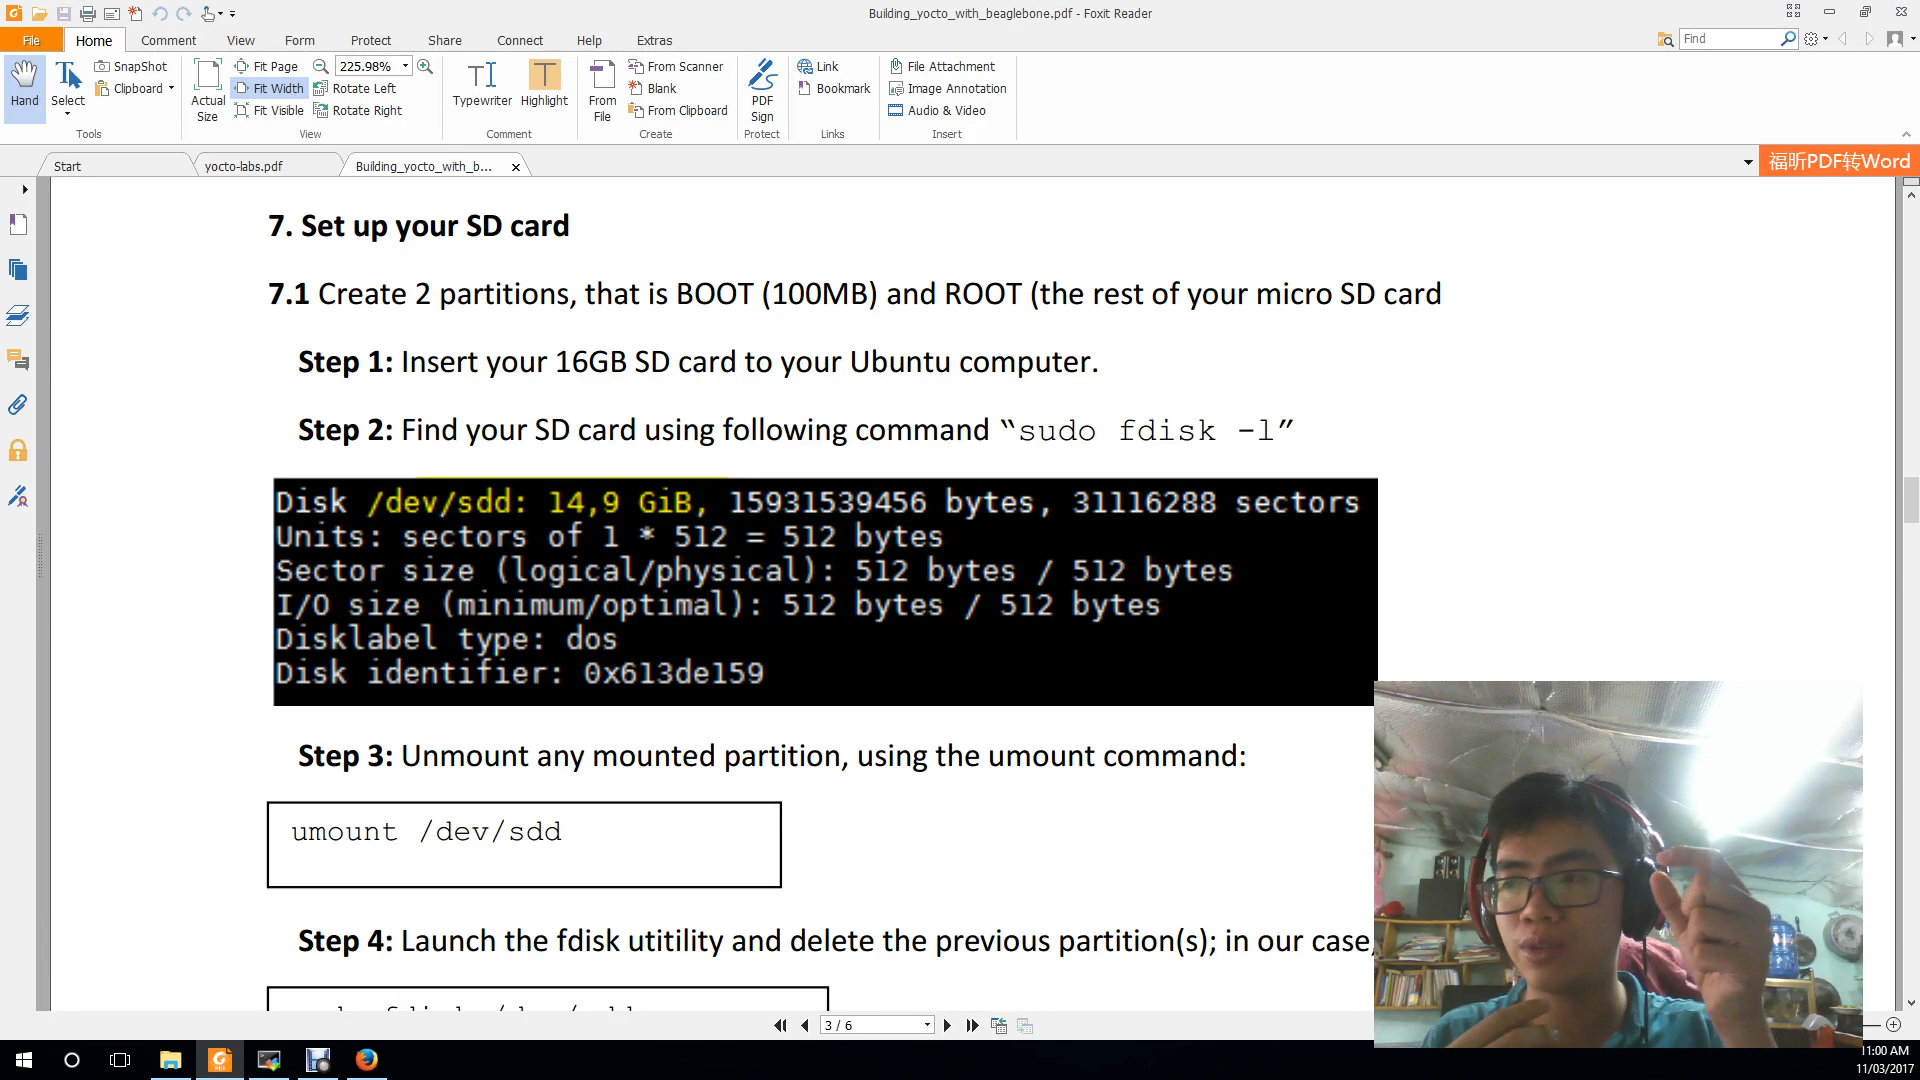 Building_yocto_with_beaglebone.pdf - Foxit Reader
File Home Comment View Form Protect Share Connect Help Extras
Find
Hand
Select
SnapShot
Clipboard
Tools
Actual Size
Fit Page
Fit Width
Fit Visible
225.98%
Rotate Left
Rotate Right
View
Typewriter
Highlight
Comment
From File
From Scanner
Blank
From Clipboard
Create
PDF Sign
Protect
Link
Bookmark
Links
File Attachment
Image Annotation
Audio & Video
Insert
Start
yocto-labs.pdf
Building_yocto_with_b...
福昕PDF转Word
7. Set up your SD card
7.1 Create 2 partitions, that is BOOT (100MB) and ROOT (the rest of your micro SD card
Step 1: Insert your 16GB SD card to your Ubuntu computer.
Step 2: Find your SD card using following command “sudo fdisk -l”
Disk /dev/sdd: 14,9 GiB, 15931539456 bytes, 31116288 sectors
Units: sectors of 1 * 512 = 512 bytes
Sector size (logical/physical): 512 bytes / 512 bytes
I/O size (minimum/optimal): 512 bytes / 512 bytes
Disklabel type: dos
Disk identifier: 0x613de159
Step 3: Unmount any mounted partition, using the umount command:
umount /dev/sdd
Step 4: Launch the fdisk utitility and delete the previous partition(s); in our case,
3 / 6
11:00 AM
11/03/2017